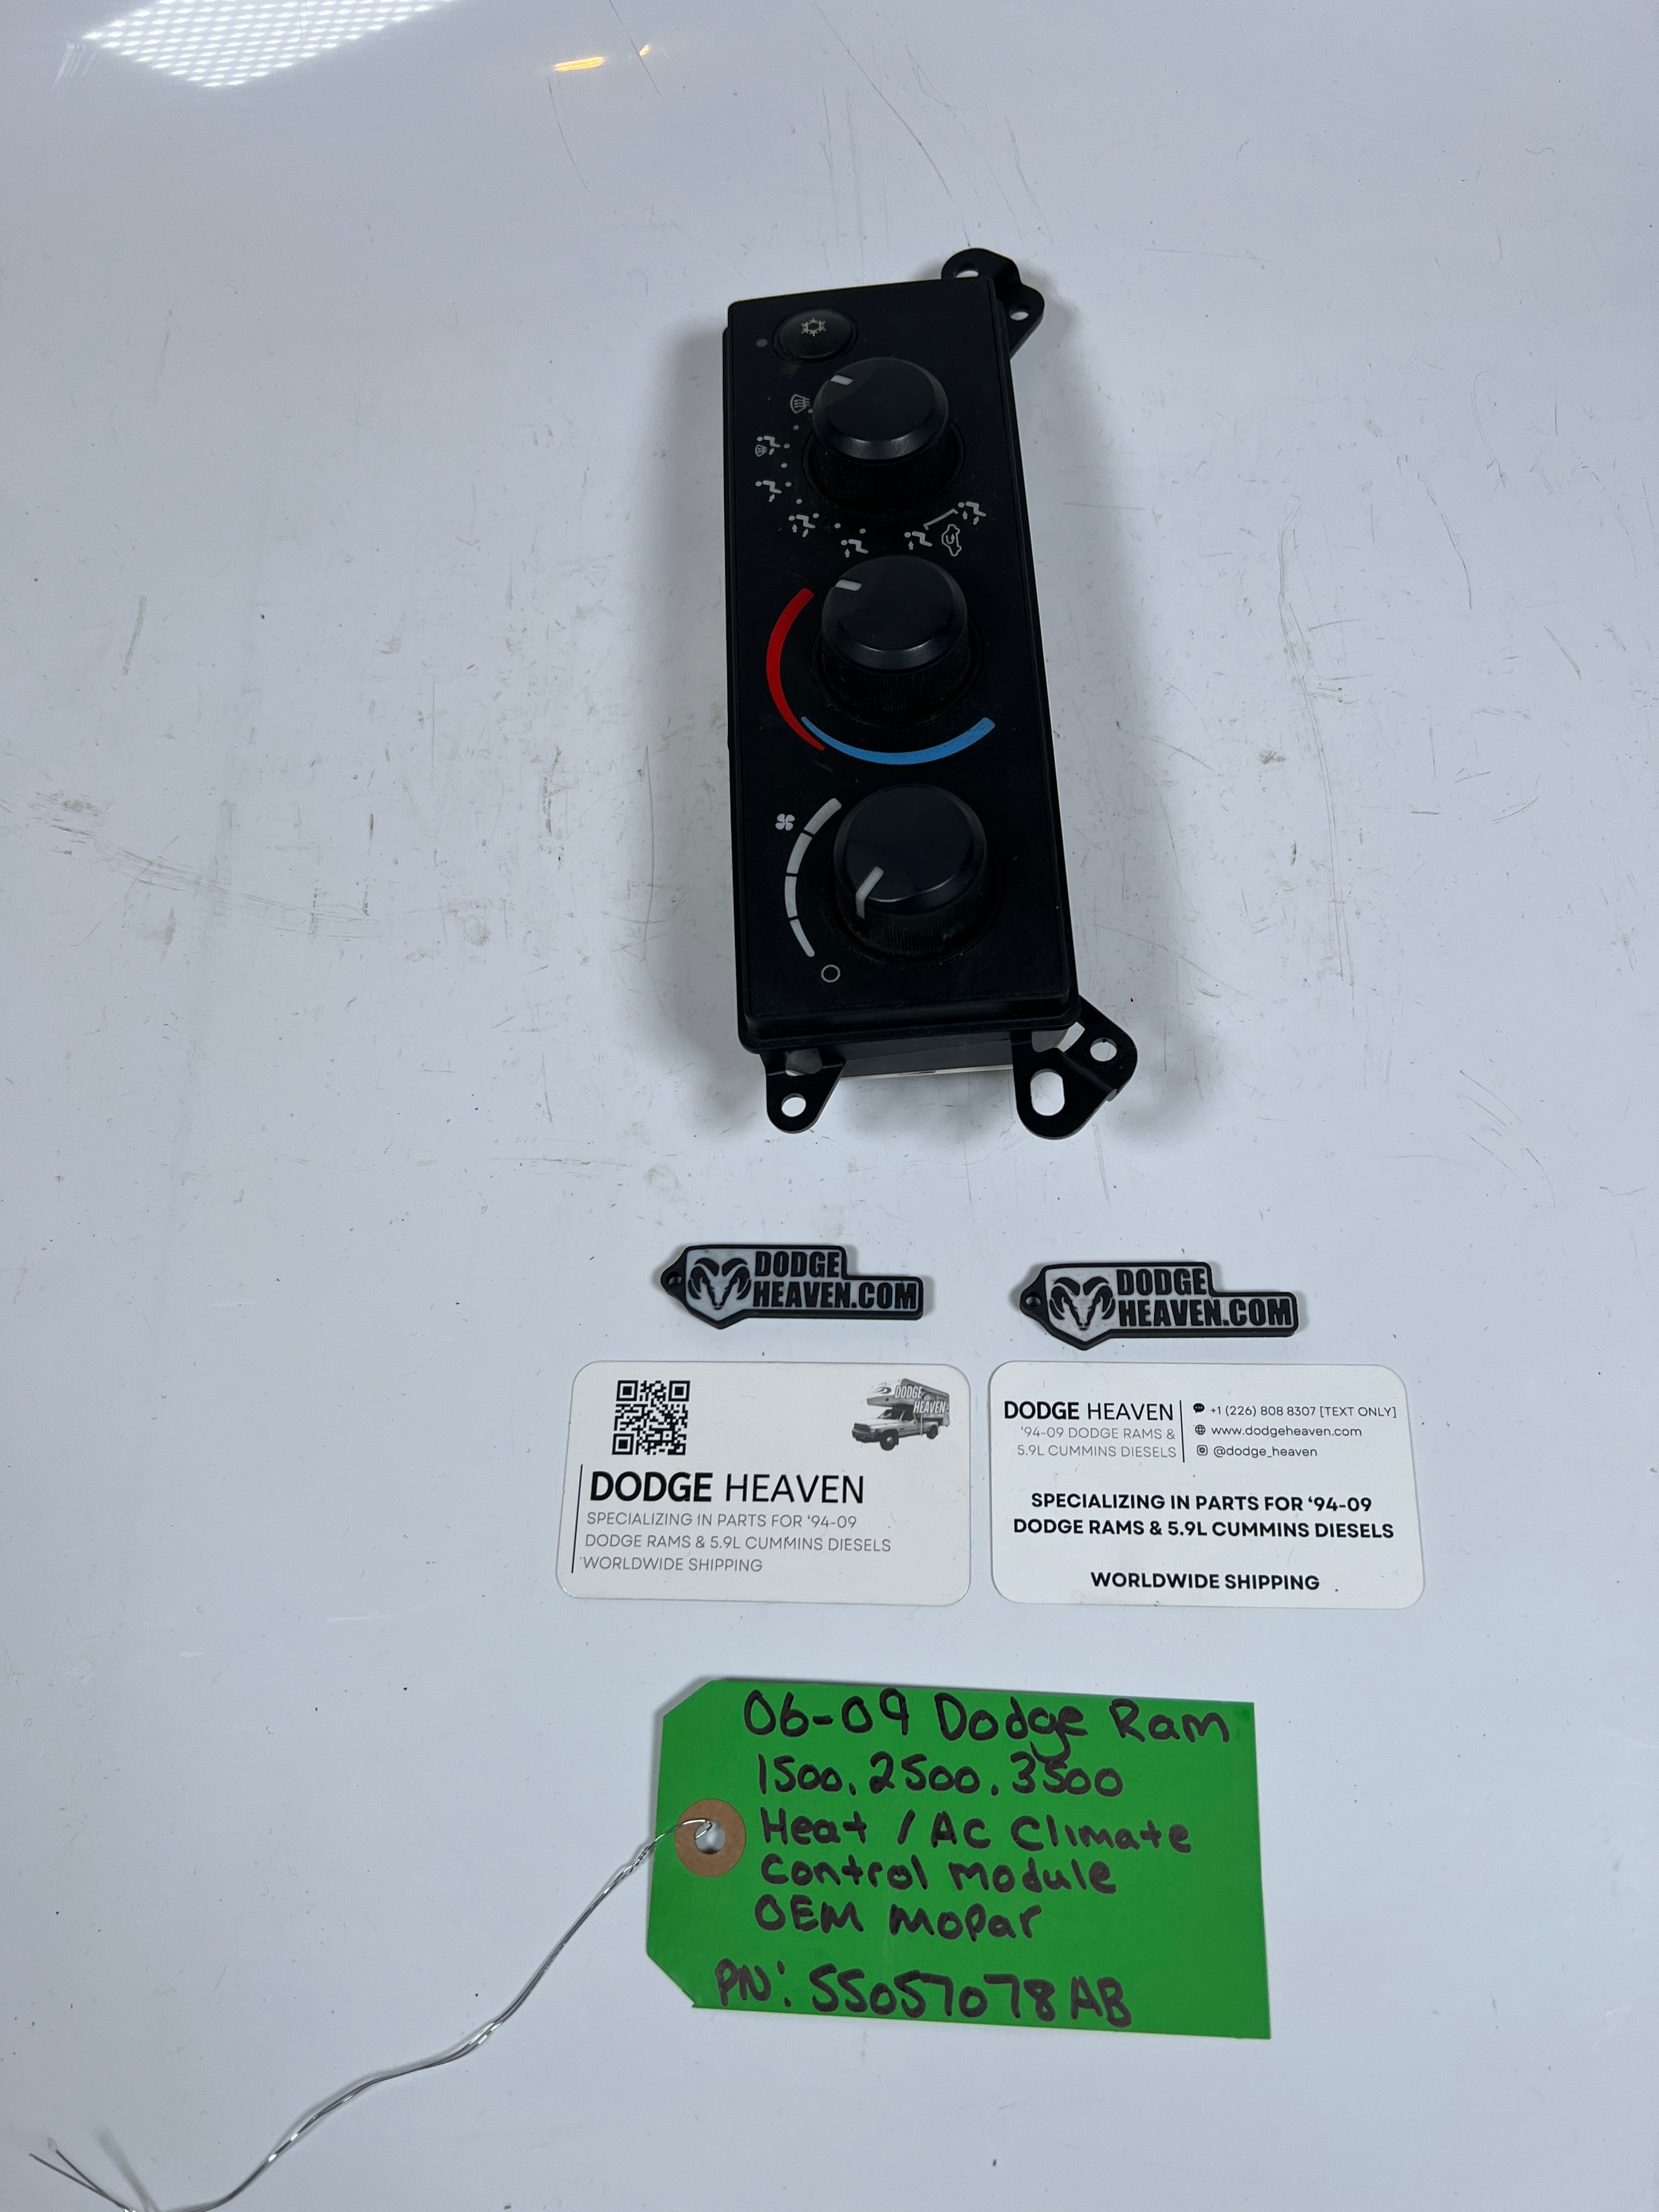 DODGE
HEAVEN.COM
DODGE
HEAVEN.COM
DODGE
HEAVEN
DODGE HEAVEN
SPECIALIZING IN PARTS FOR ‘94-09
DODGE RAMS & 5.9L CUMMINS DIESELS
WORLDWIDE SHIPPING
DODGE HEAVEN
‘94-09 DODGE RAMS &
5.9L CUMMINS DIESELS
+1 (226) 808 8307 [TEXT ONLY]
www.dodgeheaven.com
@dodge_heaven
SPECIALIZING IN PARTS FOR ‘94-09
DODGE RAMS & 5.9L CUMMINS DIESELS
WORLDWIDE SHIPPING
06-09 Dodge Ram
1500, 2500, 3500
Heat / AC Climate
Control Module
OEM Mopar
PN: 55057078AB